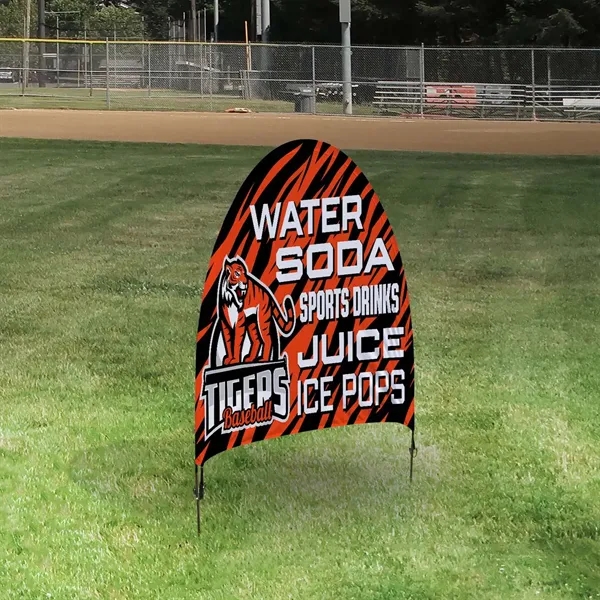 WATER
SODA
SPORTS DRINKS
JUICE
ICE POPS
TIGERS
Baseball